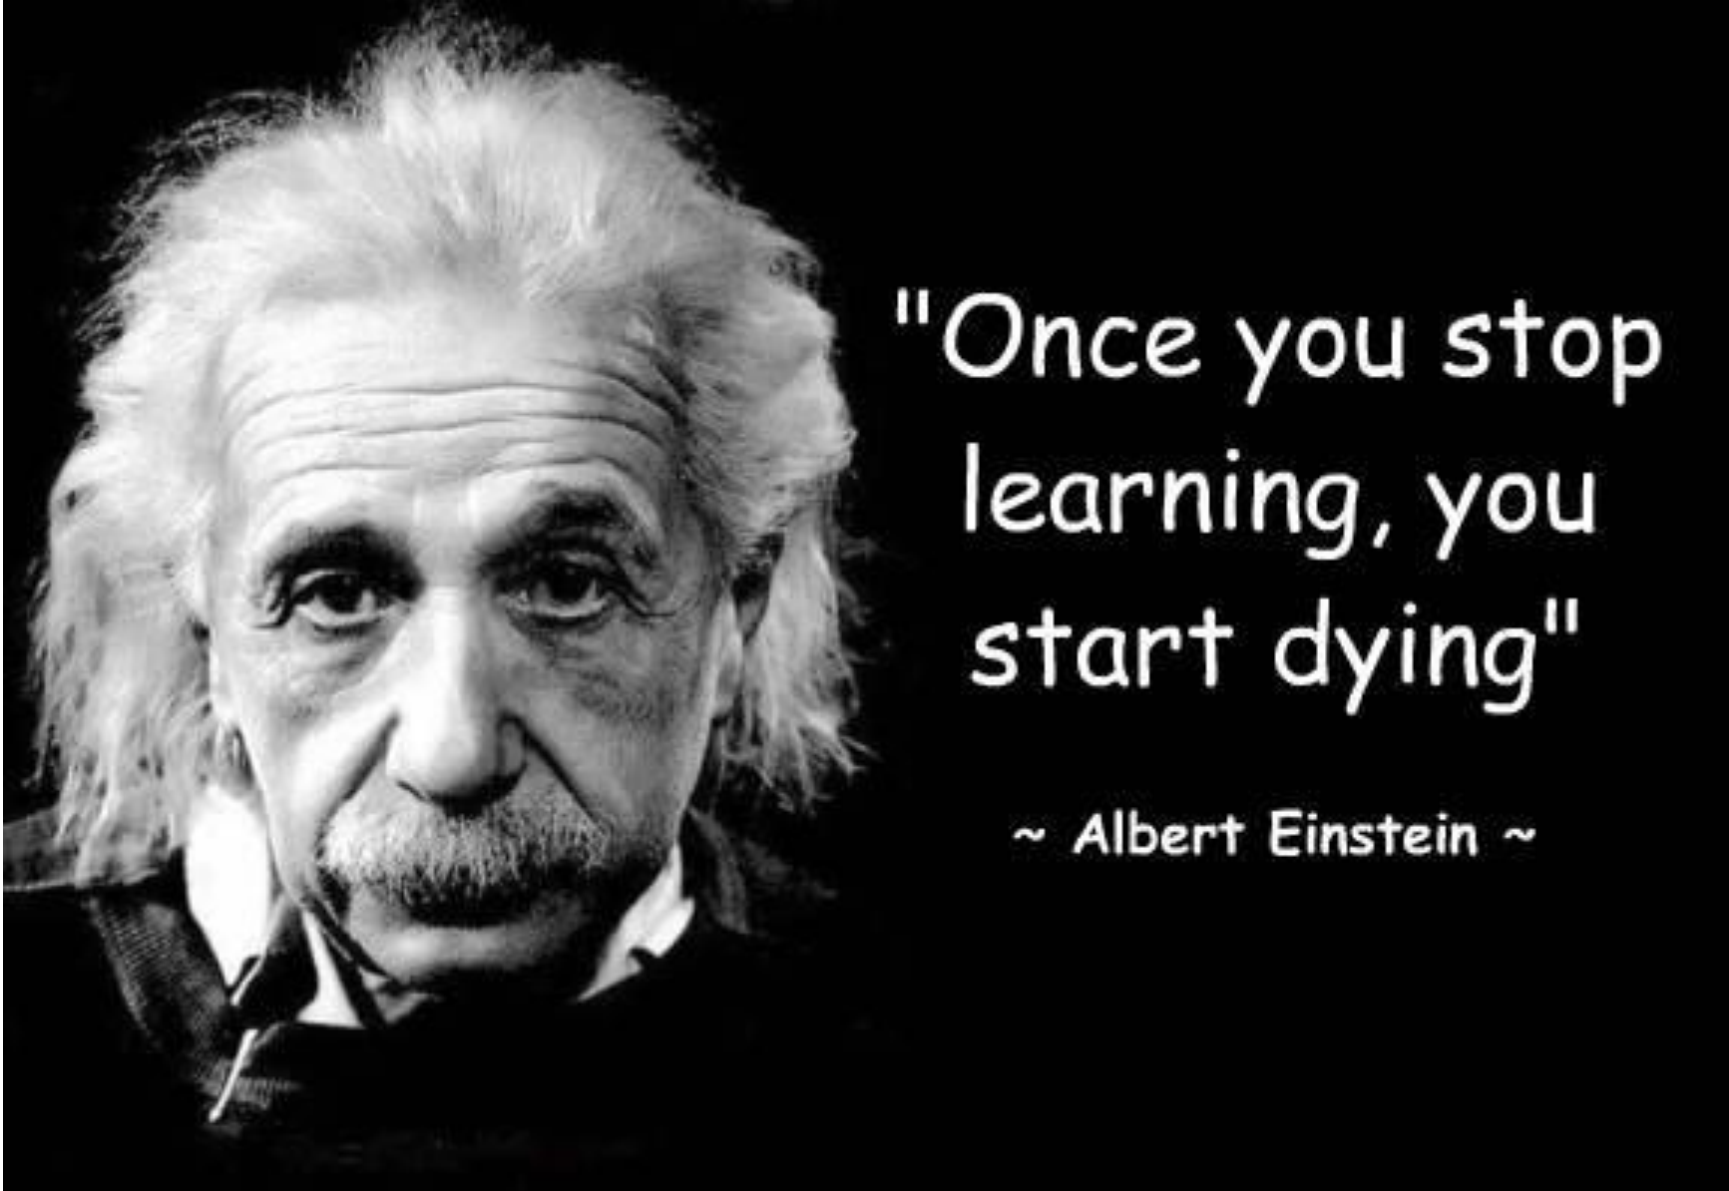 "Once you stop
learning, you
start dying"
~ Albert Einstein ~